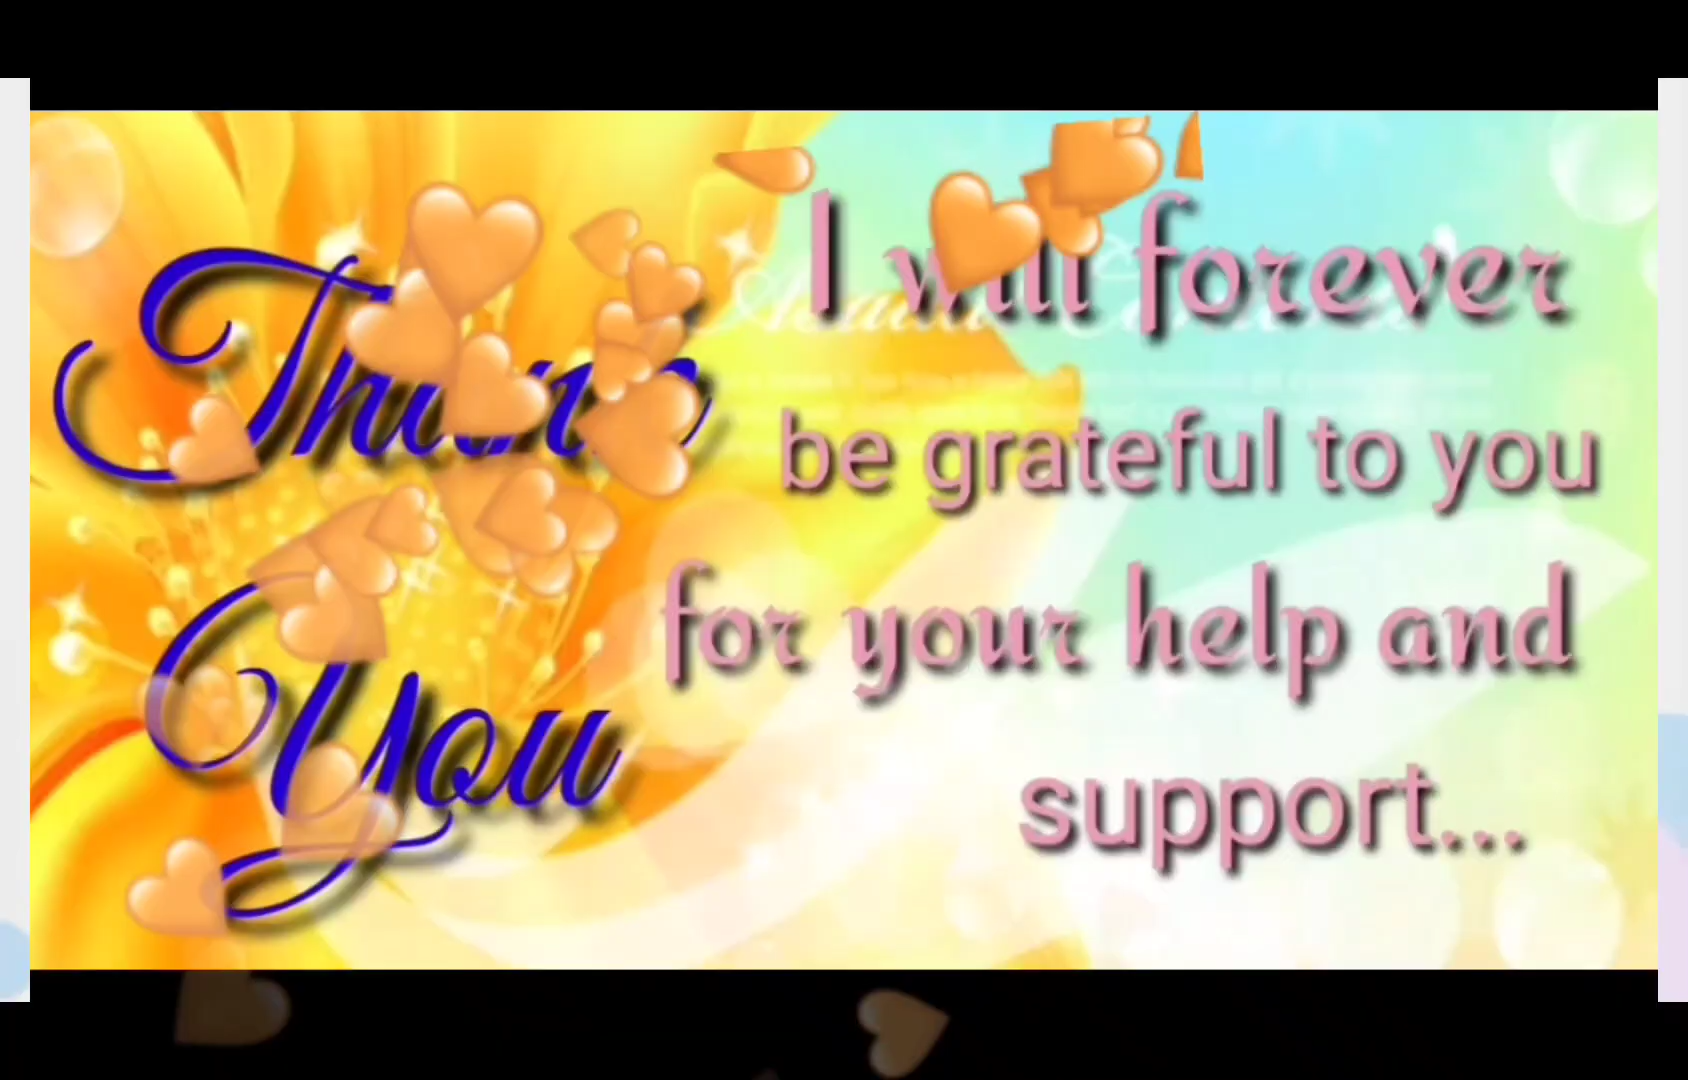 Thank
You
I will forever
be grateful to you
for your help and
support...